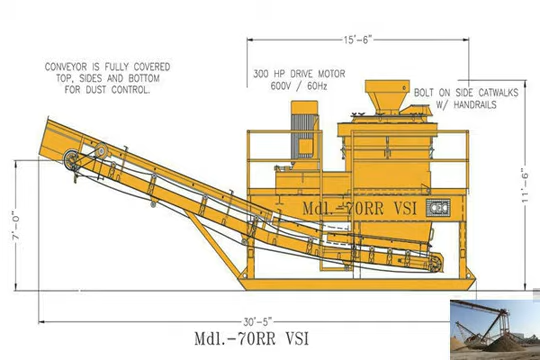 15'-6"
CONVEYOR IS FULLY COVERED
TOP, SIDES AND BOTTOM
FOR DUST CONTROL.
300 HP DRIVE MOTOR
600V / 60Hz
BOLT ON SIDE CATWALKS
W/ HANDRAILS
11'-6"
7'-0"
Mdl.-70RR VSI
30'-5"
Mdl.-70RR VSI